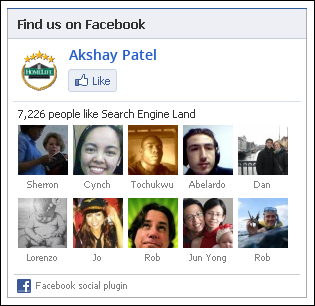 Find us on Facebook
HOMELIFE
Akshay Patel
Like
7,226 people like Search Engine Land
Sherron Cynch Tochukwu Abelardo Dan
Lorenzo Jo Rob Jun Yong Rob
Facebook social plugin